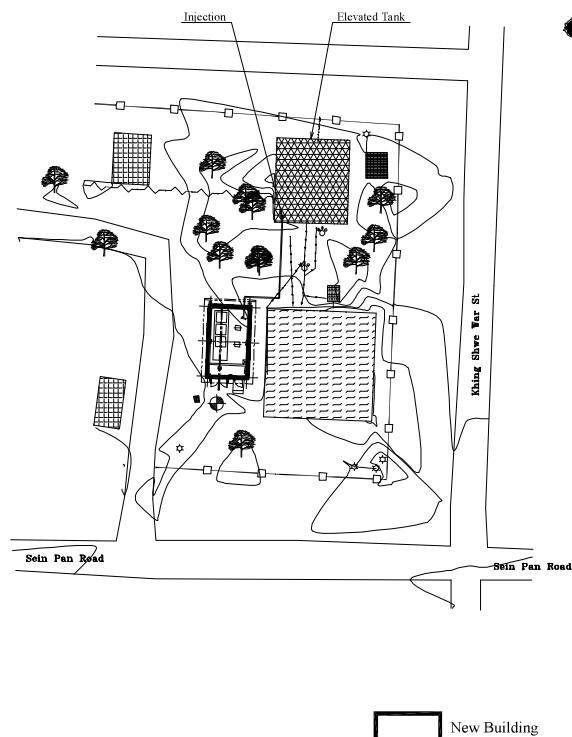 Injection
Elevated Tank
Khing Shwe War St
Sein Pan Road
Sein Pan Road
New Building